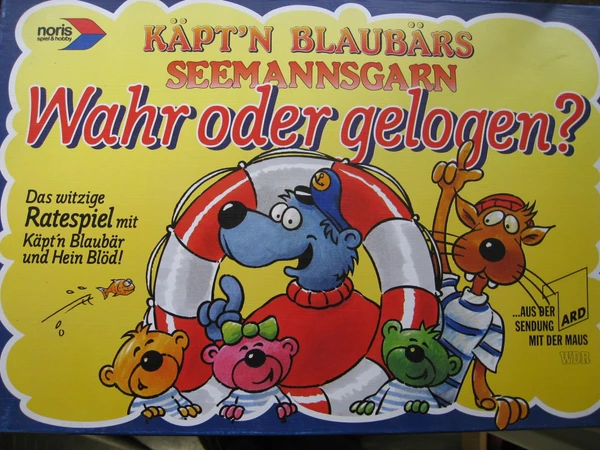 noris
spiel & hobby
KÄPT'N BLAUBÄRS
SEEMANNSGARN
Wahr oder gelogen?
Das witzige
Ratespiel mit
Käpt'n Blaubär
und Hein Blöd!
...AUS DER
SENDUNG
MIT DER MAUS
ARD
WDR